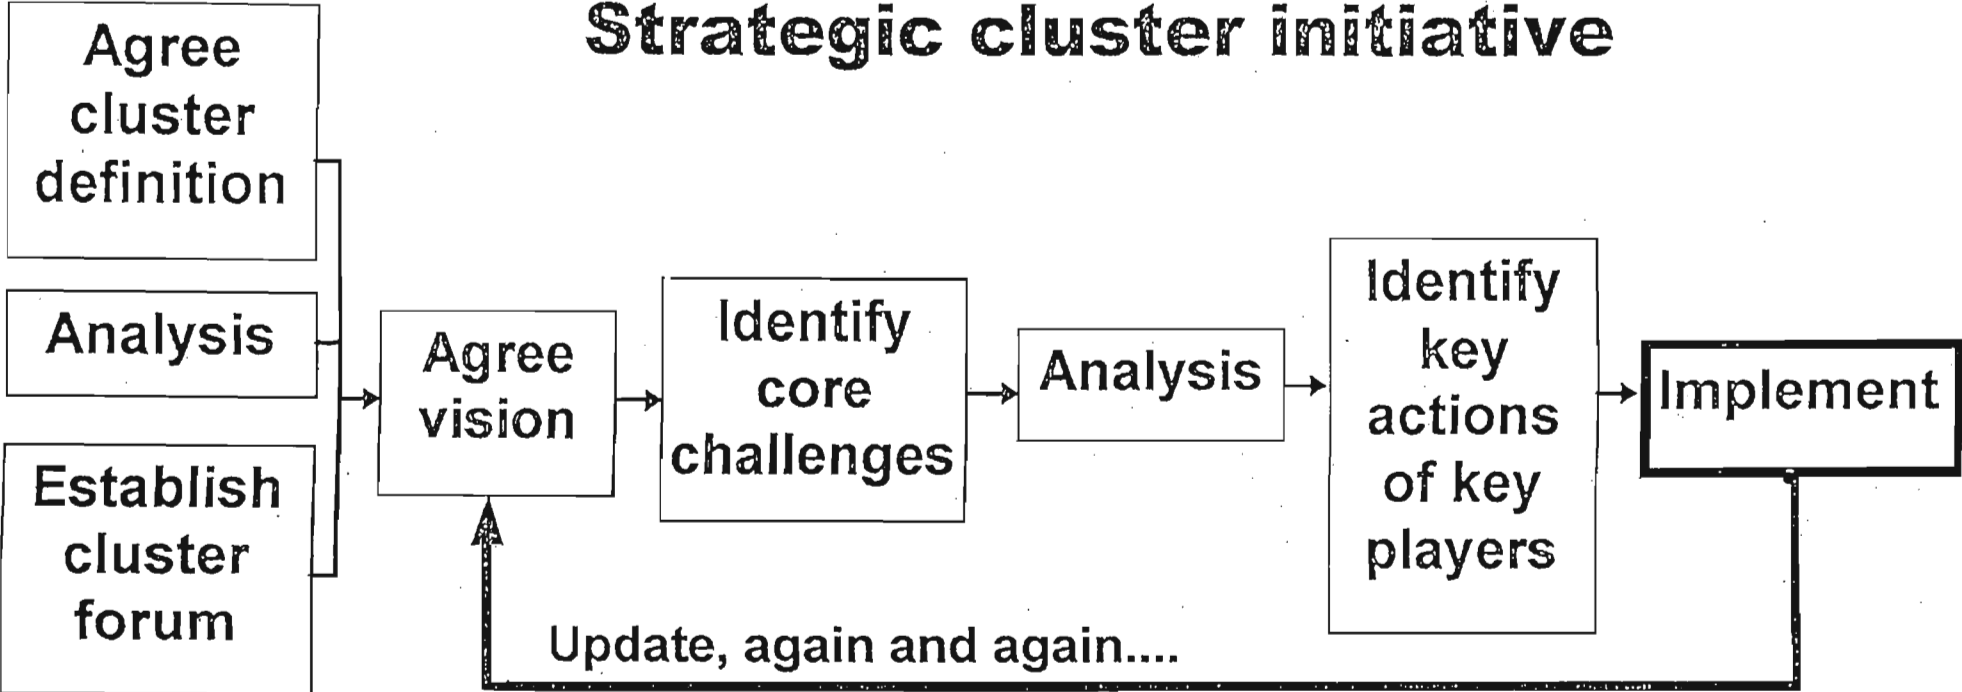 Strategic cluster initiative
Agree
cluster
definition
Analysis
Establish
cluster
forum
Agree
vision
Identify
core
challenges
Analysis
Identify
key
actions
of key
players
Implement
Update, again and again....